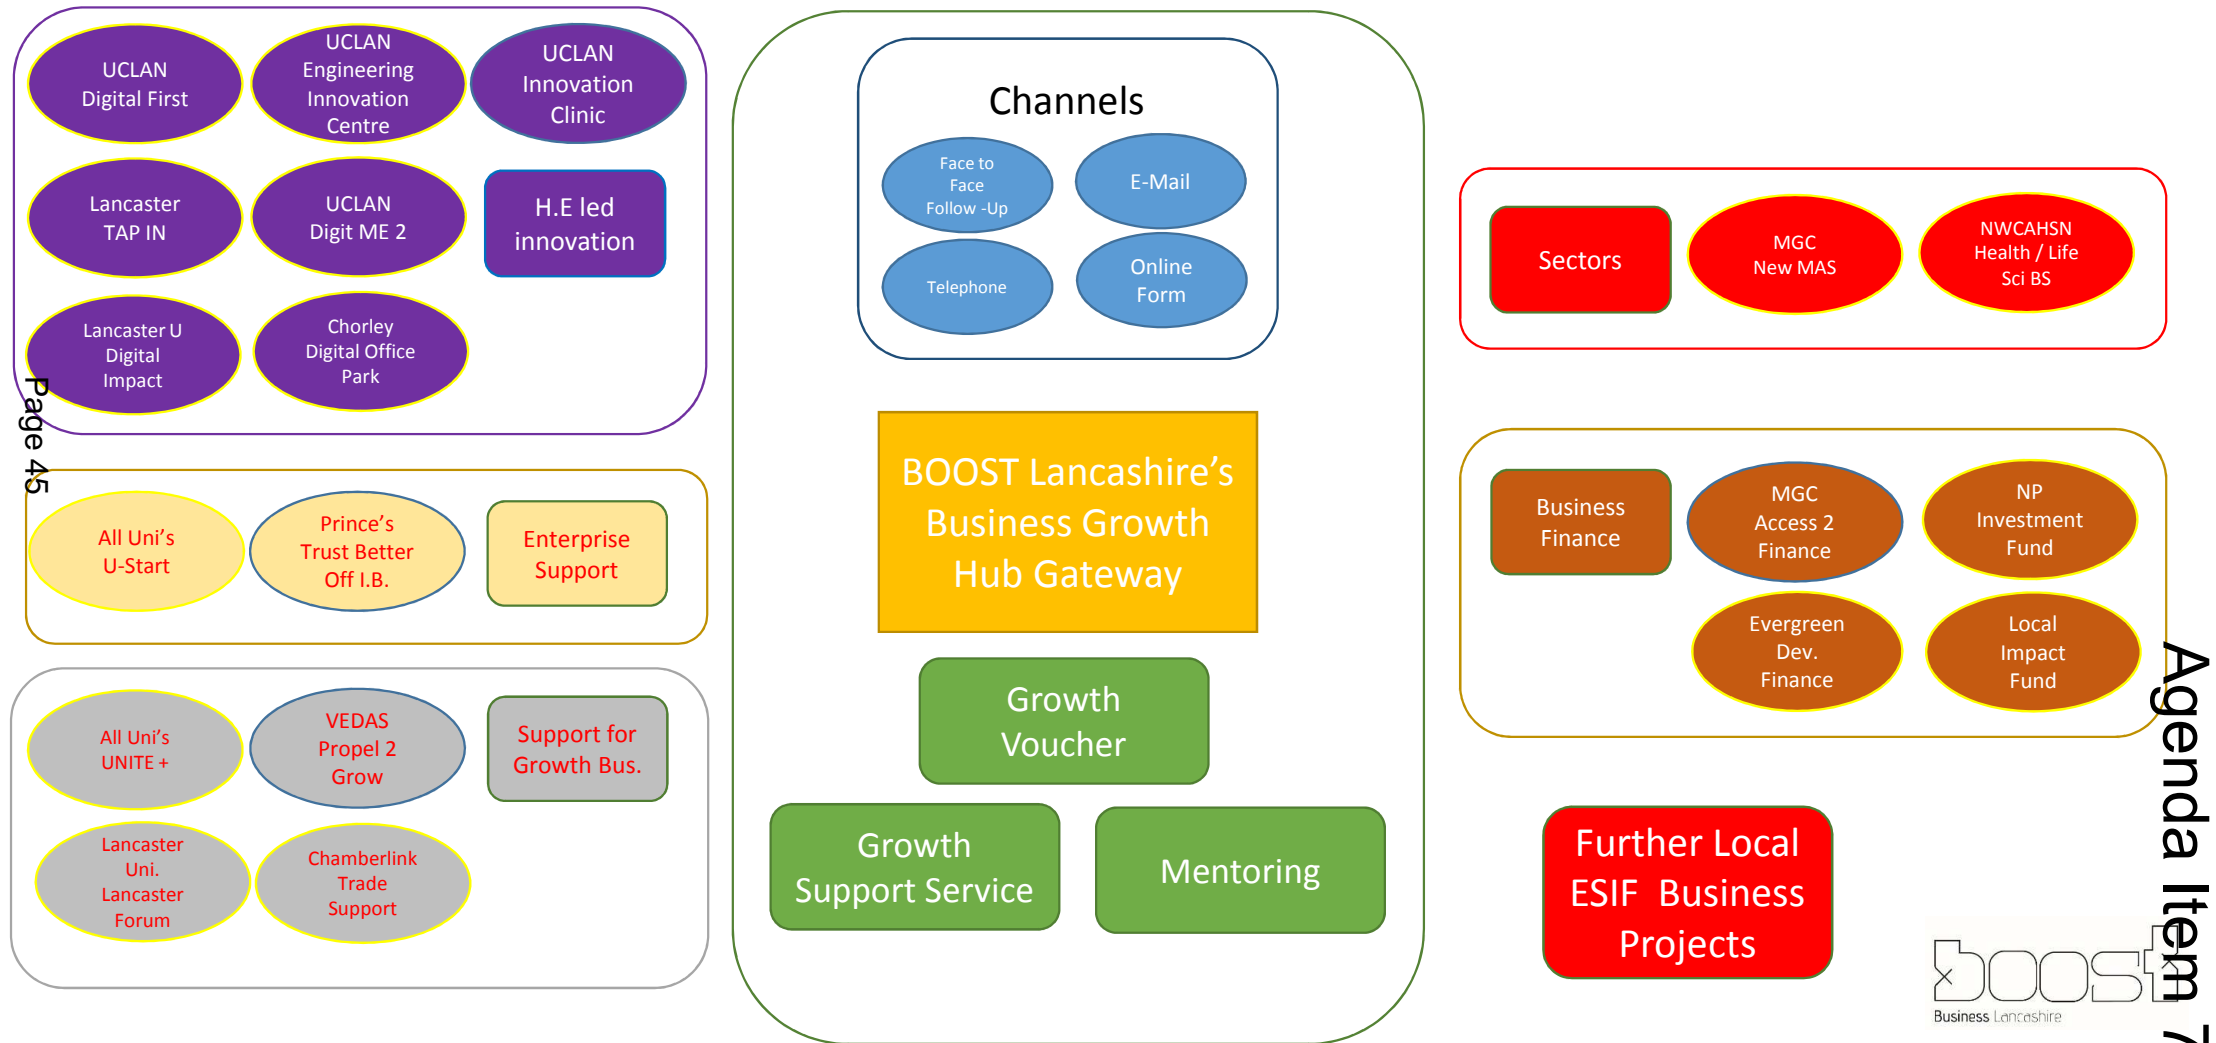 UCLAN
Digital First
UCLAN
Engineering
Innovation
Centre
UCLAN
Innovation
Clinic
Lancaster
TAP IN
UCLAN
Digit ME 2
H.E led
innovation
Lancaster U
Digital
Impact
Chorley
Digital Office
Park
Page 45
All Uni’s
U-Start
Prince’s
Trust Better
Off I.B.
Enterprise
Support
All Uni’s
UNITE +
VEDAS
Propel 2
Grow
Support for
Growth Bus.
Lancaster
Uni.
Lancaster
Forum
Chamberlink
Trade
Support
Channels
Face to
Face
Follow -Up
E-Mail
Telephone
Online
Form
BOOST Lancashire’s
Business Growth
Hub Gateway
Growth
Voucher
Growth
Support Service
Mentoring
Sectors
MGC
New MAS
NWCAHSN
Health / Life
Sci BS
Business
Finance
MGC
Access 2
Finance
NP
Investment
Fund
Evergreen
Dev.
Finance
Local
Impact
Fund
Further Local
ESIF  Business
Projects
Agenda Item 7
boost
Business Lancashire